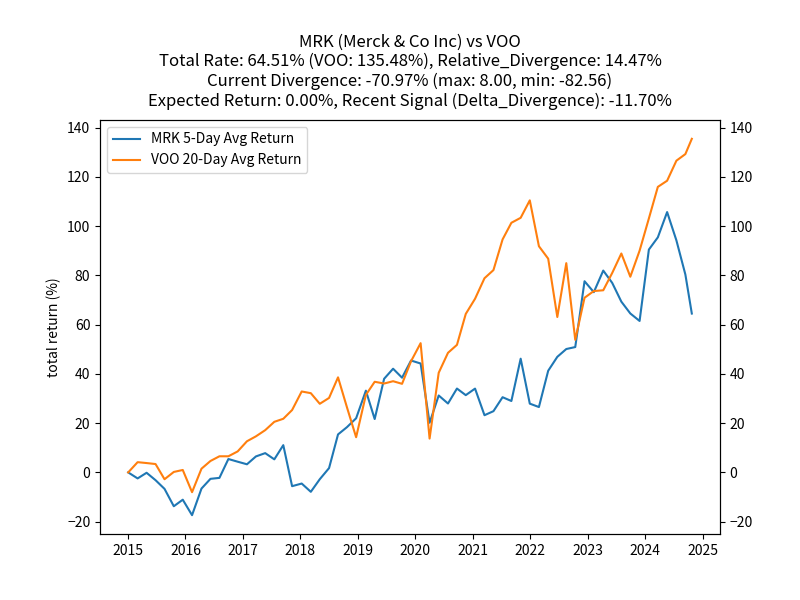 MRK (Merck & Co Inc) vs VOO
Total Rate: 64.51% (VOO: 135.48%), Relative_Divergence: 14.47%
Current Divergence: -70.97% (max: 8.00, min: -82.56)
Expected Return: 0.00%, Recent Signal (Delta_Divergence): -11.70%
MRK 5-Day Avg Return
VOO 20-Day Avg Return
total return (%)
140
120
100
80
60
40
20
0
−20
140
120
100
80
60
40
20
0
−20
2015 2016 2017 2018 2019 2020 2021 2022 2023 2024 2025